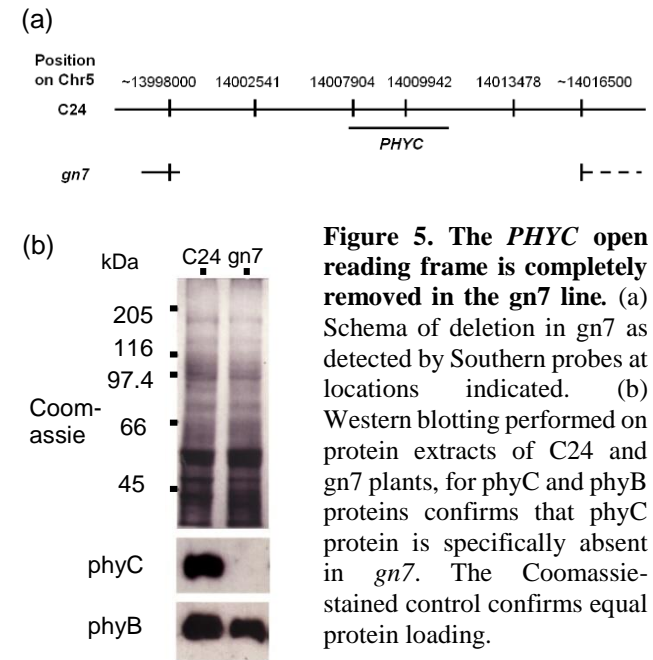 (a)
Position
on Chr5
~13998000 14002541 14007904 14009942 14013478 ~14016500
C24
PHYC
gn7
(b)
kDa
C24 gn7
205
116
97.4
Coom-
assie
66
45
phyC
phyB
Figure 5. The PHYC open
reading frame is completely
removed in the gn7 line. (a)
Schema of deletion in gn7 as
detected by Southern probes at
locations indicated. (b)
Western blotting performed on
protein extracts of C24 and
gn7 plants, for phyC and phyB
proteins confirms that phyC
protein is specifically absent
in gn7. The Coomassie-
stained control confirms equal
protein loading.